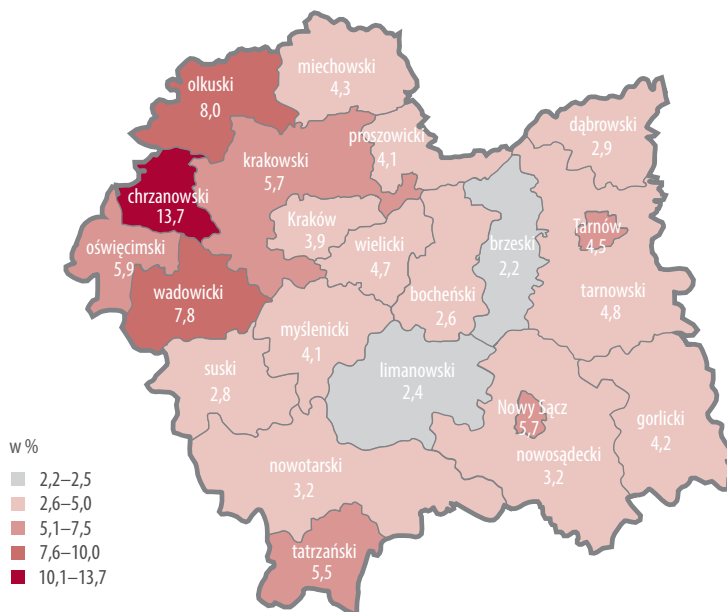 miechowski
4,3
olkuski
8,0
proszowicki
4,1
dąbrowski
2,9
krakowski
5,7
chrzanowski
13,7
Kraków
3,9
Tarnów
4,5
oświęcimski
5,9
wielicki
4,7
brzeski
2,2
wadowicki
7,8
bocheński
2,6
tarnowski
4,8
myślenicki
4,1
suski
2,8
limanowski
2,4
Nowy Sącz
5,7
gorlicki
4,2
nowosądecki
3,2
nowotarski
3,2
tatrzański
5,5
w %
2,2–2,5
2,6–5,0
5,1–7,5
7,6–10,0
10,1–13,7